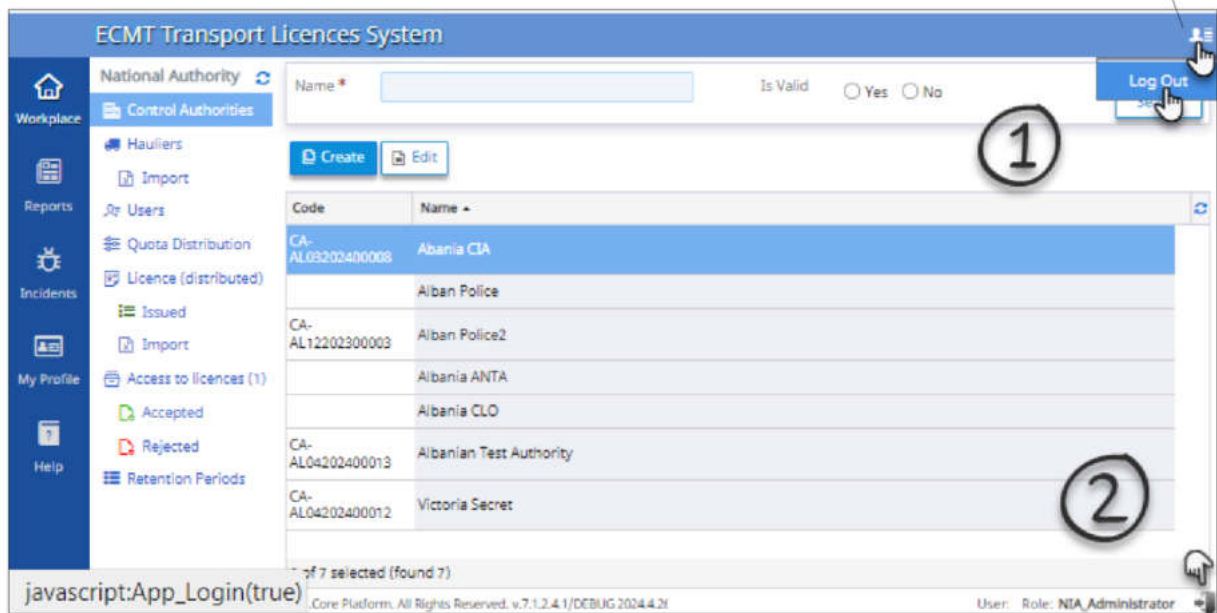 ECMT Transport Licences System
Log Out
Workplace
Reports
Incidents
My Profile
Help
National Authority
Control Authorities
Hauliers
Import
Users
Quota Distribution
Licence (distributed)
Issued
Import
Access to licences (1)
Accepted
Rejected
Retention Periods
Name * Is Valid Yes No
1
Create Edit
Code Name
CA-
AL03202400008 Abania CIA
Alban Police
CA-
AL12202300003 Alban Police2
Albania ANTA
Albania CLO
CA-
AL04202400013 Albanian Test Authority
CA-
AL04202400012 Victoria Secret
2
of 7 selected (found 7)
javascript:App_Login(true)
.Core Platform. All Rights Reserved. v.7.1.2.4.1/DEBUG 2024.4.26
User: Role: NIA_Administrator